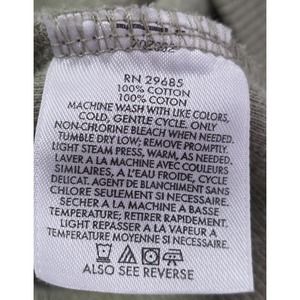 RN 29685
100% COTTON
100% COTTON
MACHINE WASH WITH LIKE COLORS,
COLD, GENTLE CYCLE. ONLY
NON-CHLORINE BLEACH WHEN NEEDED.
TUMBLE DRY LOW; REMOVE PROMPTLY.
LIGHT STEAM PRESS, WARM, AS NEEDED.
LAVER A LA MACHINE AVEC COULEURS
SIMILAIRES, A L'EAU FROIDE, CYCLE
DELICAT. AGENT DE BLANCHIMENT SANS
CHLORE SEULEMENT SI NECESSAIRE.
SECHER A LA MACHINE A BASSE
TEMPERATURE; RETIRER RAPIDEMENT.
LIGHT REPASSER A LA VAPEUR A
TEMPERATURE MOYENNE SI NECESSAIRE.
ALSO SEE REVERSE